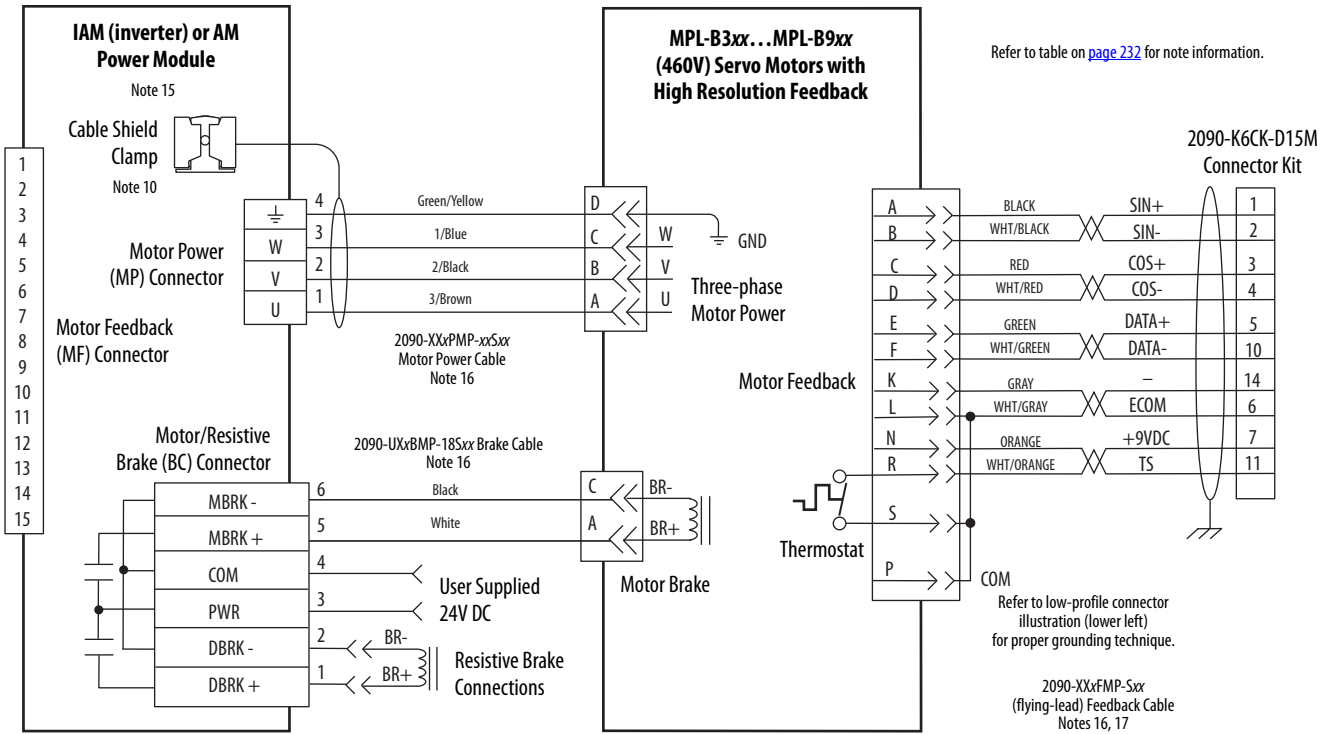 IAM (inverter) or AM
Power Module
Note 15
Cable Shield
Clamp
Note 10
1
2
3
4
5
6
7
8
9
10
11
12
13
14
15
Motor Power
(MP) Connector
W
V
U
4
3
2
1
Green/Yellow
1/Blue
2/Black
3/Brown
Motor Feedback
(MF) Connector
2090-XXxPMP-xxSxx
Motor Power Cable
Note 16
Motor/Resistive
Brake (BC) Connector
2090-UXxBMP-18Sxx Brake Cable
Note 16
MBRK -
MBRK +
COM
PWR
DBRK -
DBRK +
6
5
4
3
2
1
Black
White
User Supplied
24V DC
BR-
BR+
Resistive Brake
Connections
MPL-B3xx…MPL-B9xx
(460V) Servo Motors with
High Resolution Feedback
D
C
B
A
W
V
U
GND
Three-phase
Motor Power
C
A
BR-
BR+
Motor Brake
Motor Feedback
Thermostat
A
B
C
D
E
F
K
L
N
R
S
P
COM
Refer to table on page 232 for note information.
2090-K6CK-D15M
Connector Kit
BLACK SIN+ 1
WHT/BLACK SIN- 2
RED COS+ 3
WHT/RED COS- 4
GREEN DATA+ 5
WHT/GREEN DATA- 10
GRAY – 14
WHT/GRAY ECOM 6
ORANGE +9VDC 7
WHT/ORANGE TS 11
Refer to low-profile connector
illustration (lower left)
for proper grounding technique.
2090-XXxFMP-Sxx
(flying-lead) Feedback Cable
Notes 16, 17